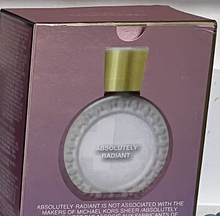 ABSOLUTELY
RADIANT
ABSOLUTELY RADIANT IS NOT ASSOCIATED WITH THE
MAKERS OF MICHAEL KORS SHEER /ABSOLUTELY